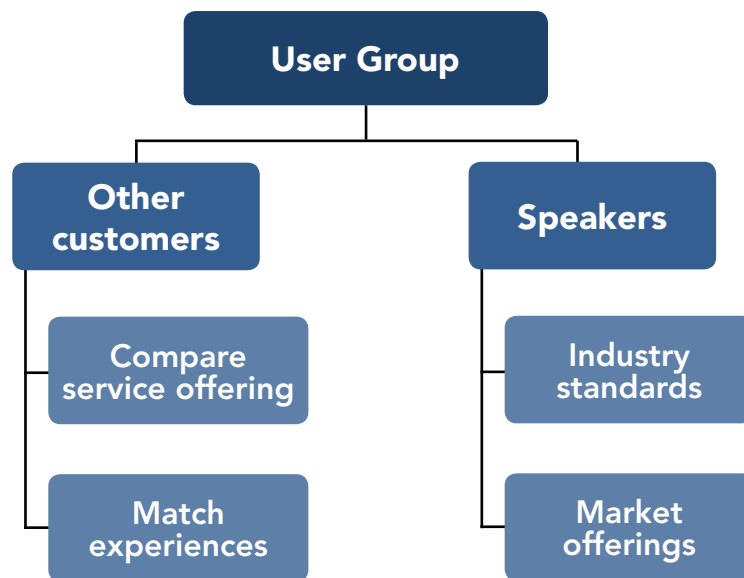 User Group
Other
customers
Compare
service offering
Match
experiences
Speakers
Industry
standards
Market
offerings